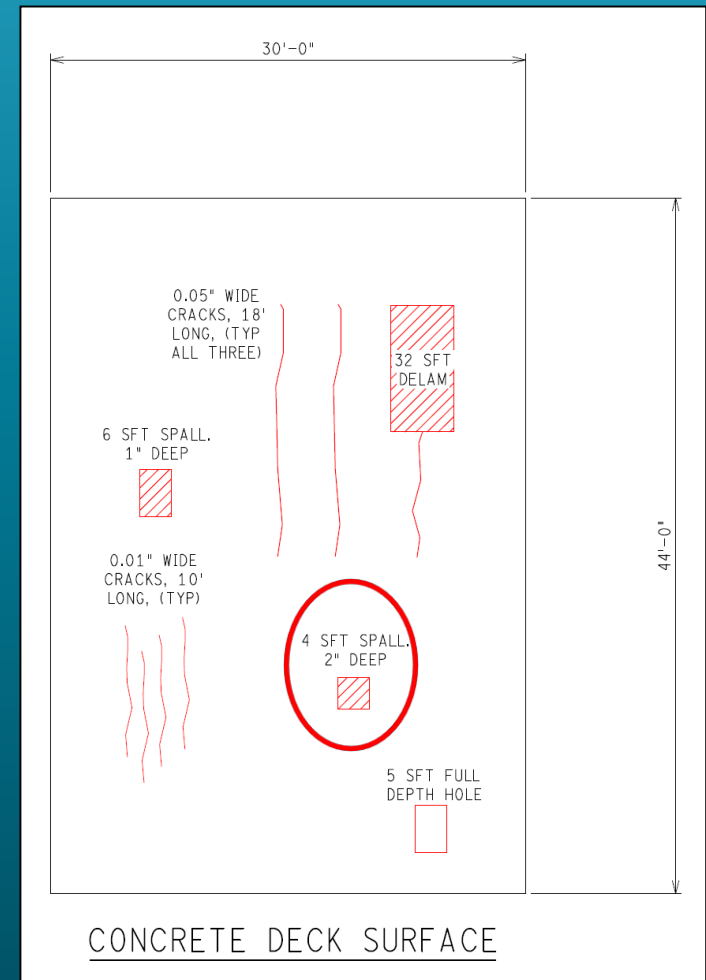 30'-0"
0.05" WIDE
CRACKS, 18'
LONG, (TYP
ALL THREE)
32 SFT
DELAM
6 SFT SPALL.
1" DEEP
44'-0"
0.01" WIDE
CRACKS, 10'
LONG, (TYP)
4 SFT SPALL.
2" DEEP
5 SFT FULL
DEPTH HOLE
CONCRETE DECK SURFACE